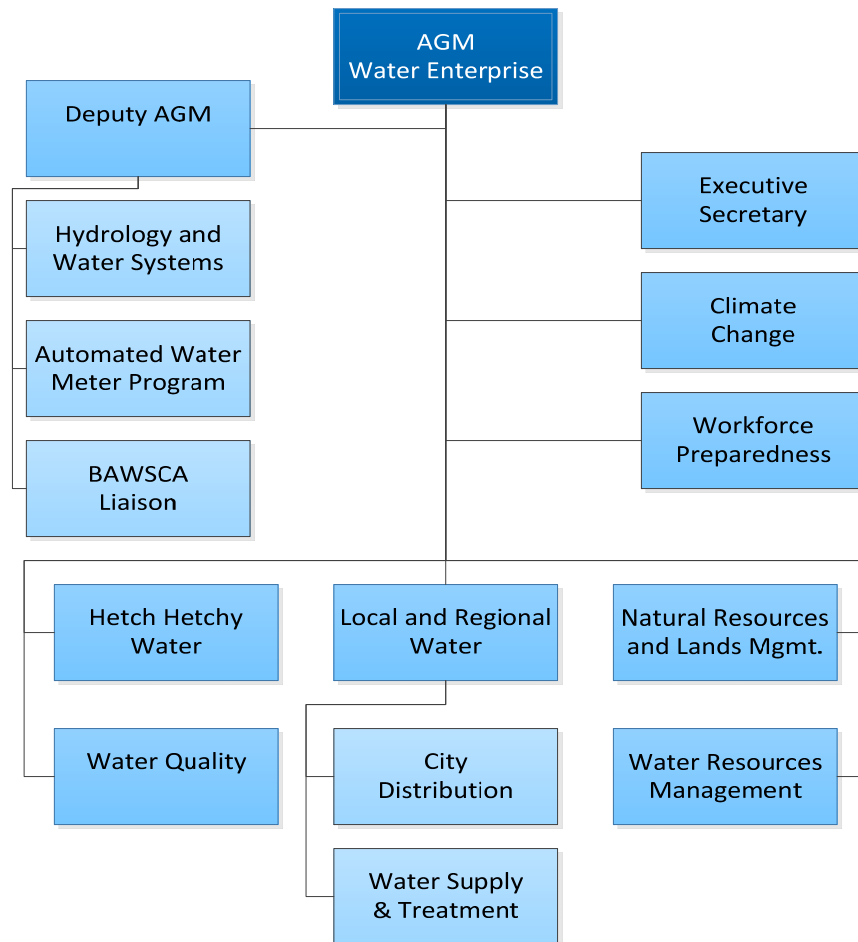 AGM
Water Enterprise
Deputy AGM
Executive
Secretary
Hydrology and
Water Systems
Climate
Change
Automated Water
Meter Program
Workforce
Preparedness
BAWSCA
Liaison
Hetch Hetchy
Water
Local and Regional
Water
Natural Resources
and Lands Mgmt.
Water Quality
City
Distribution
Water Resources
Management
Water Supply
& Treatment